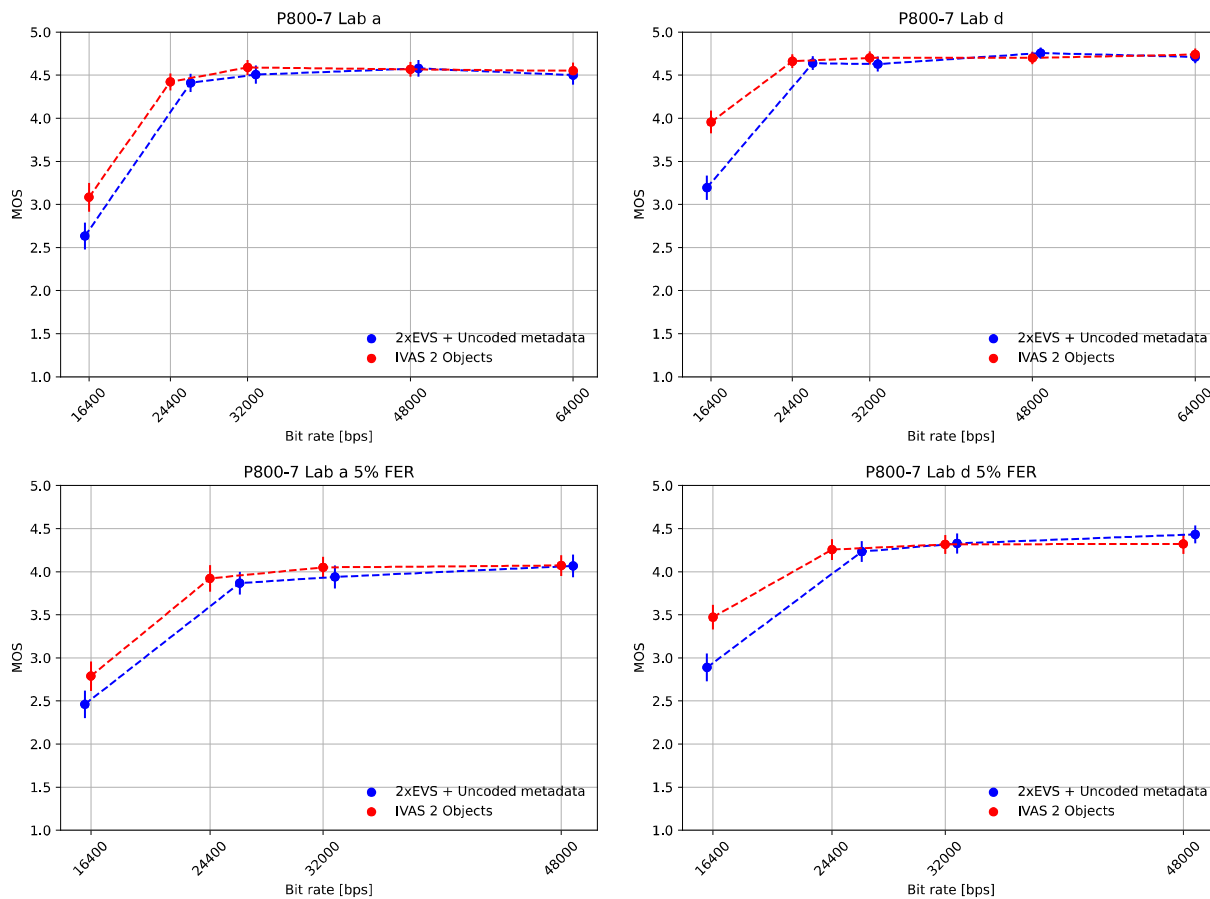 P800-7 Lab a
5.0
4.5
4.0
3.5
3.0
2.5
2.0
1.5
1.0
MOS
2xEVS + Uncoded metadata
IVAS 2 Objects
16400
24400
32000
48000
64000
Bit rate [bps]
P800-7 Lab d
5.0
4.5
4.0
3.5
3.0
2.5
2.0
1.5
1.0
MOS
2xEVS + Uncoded metadata
IVAS 2 Objects
16400
24400
32000
48000
64000
Bit rate [bps]
P800-7 Lab a 5% FER
5.0
4.5
4.0
3.5
3.0
2.5
2.0
1.5
1.0
MOS
2xEVS + Uncoded metadata
IVAS 2 Objects
16400
24400
32000
48000
Bit rate [bps]
P800-7 Lab d 5% FER
5.0
4.5
4.0
3.5
3.0
2.5
2.0
1.5
1.0
MOS
2xEVS + Uncoded metadata
IVAS 2 Objects
16400
24400
32000
48000
Bit rate [bps]